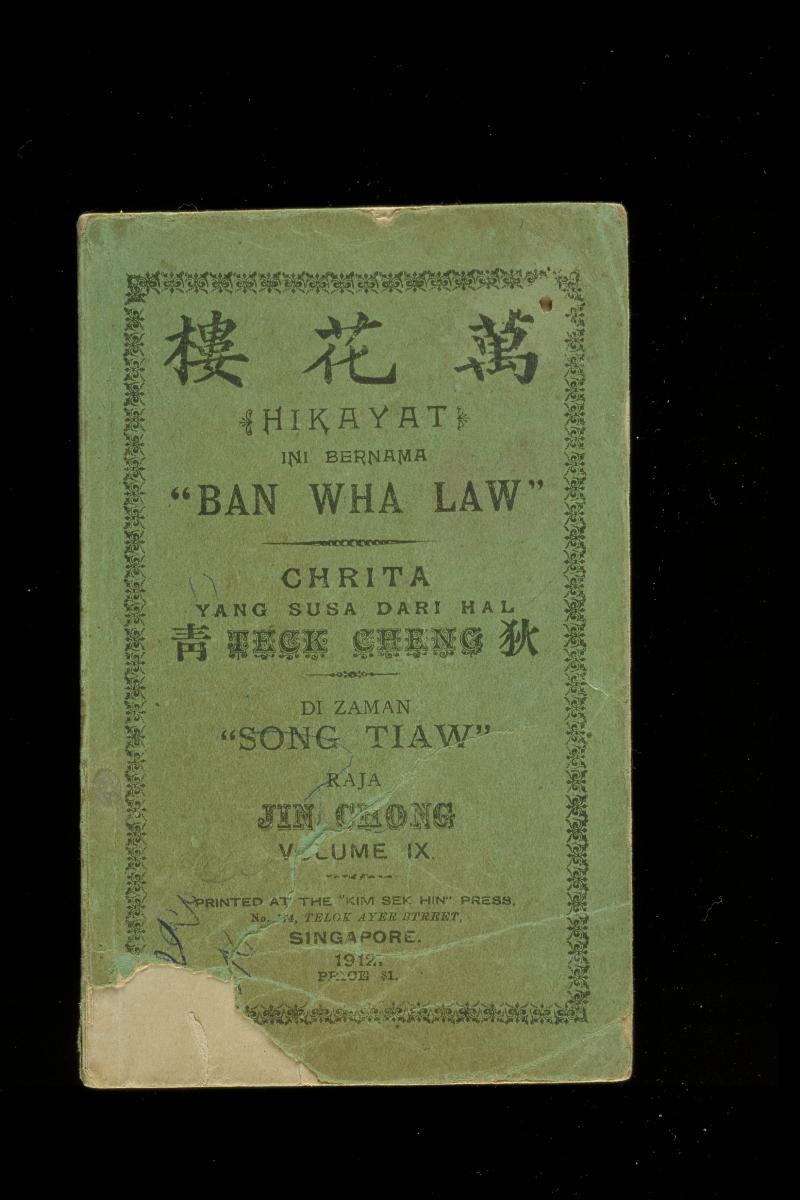 萬花樓
HIKAYAT
INI BERNAMA
“BAN WHA LAW”
CHRITA
YANG SUSA DARI HAL
青 TECK CHENG 狄
DI ZAMAN
“SONG TIAW”
RAJA
JIN CHONG
VOLUME IX.
PRINTED AT THE "KIM SEK HIN" PRESS,
No. TELOK AYER STREET,
SINGAPORE.
1912.
PRICE $1.